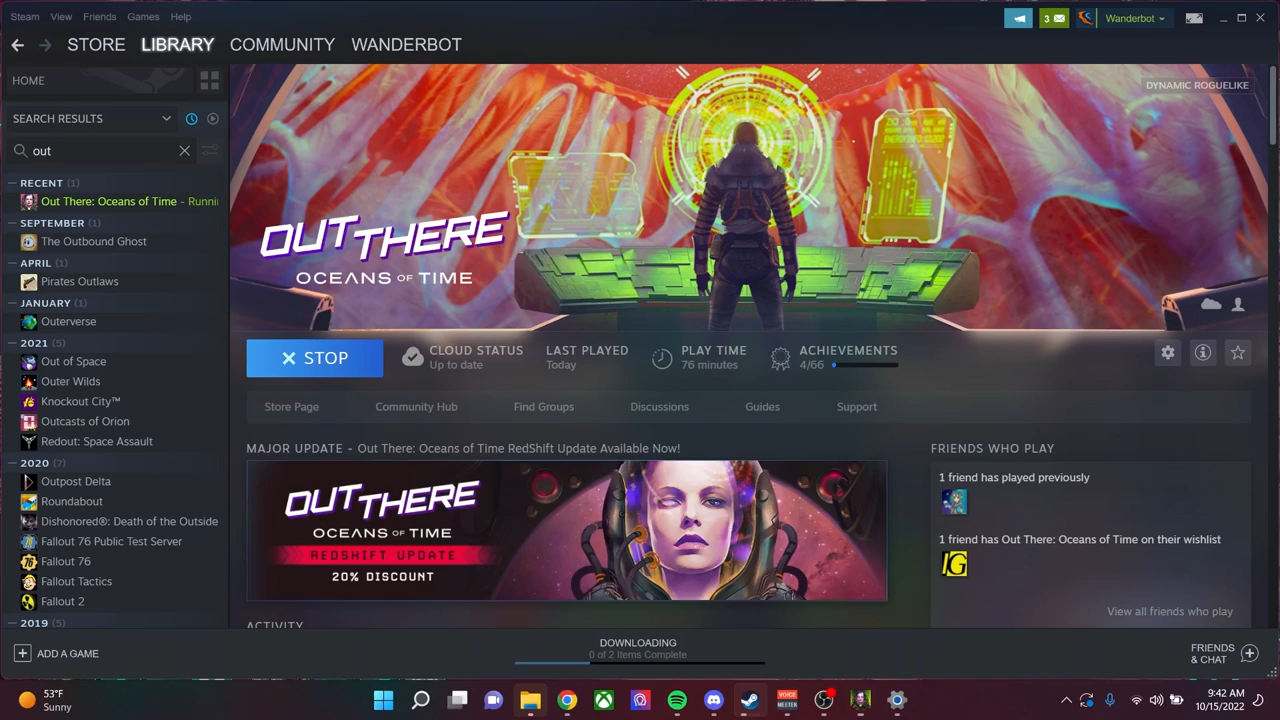 Steam View Friends Games Help
3 Wanderbot
STORE LIBRARY COMMUNITY WANDERBOT
HOME
SEARCH RESULTS
out
RECENT (1)
Out There: Oceans of Time - Runni
SEPTEMBER (1)
The Outbound Ghost
APRIL (1)
Pirates Outlaws
JANUARY (1)
Outerverse
2021 (5)
Out of Space
Outer Wilds
Knockout City™
Outcasts of Orion
Redout: Space Assault
2020 (7)
Outpost Delta
Roundabout
Dishonored®: Death of the Outside
Fallout 76 Public Test Server
Fallout 76
Fallout Tactics
Fallout 2
2019 (5)
ADD A GAME
DYNAMIC ROGUELIKE
OUT THERE
OCEANS OF TIME
STOP
CLOUD STATUS
Up to date
LAST PLAYED
Today
PLAY TIME
76 minutes
ACHIEVEMENTS
4/66
Store Page Community Hub Find Groups Discussions Guides Support
MAJOR UPDATE - Out There: Oceans of Time RedShift Update Available Now!
OUT THERE
OCEANS OF TIME
REDSHIFT UPDATE
20% DISCOUNT
ACTIVITY
FRIENDS WHO PLAY
1 friend has played previously
1 friend has Out There: Oceans of Time on their wishlist
IG
View all friends who play
DOWNLOADING
0 of 2 Items Complete
FRIENDS
& CHAT
53°F
Sunny
VOICE
MEETER
9:42 AM
10/15/2022